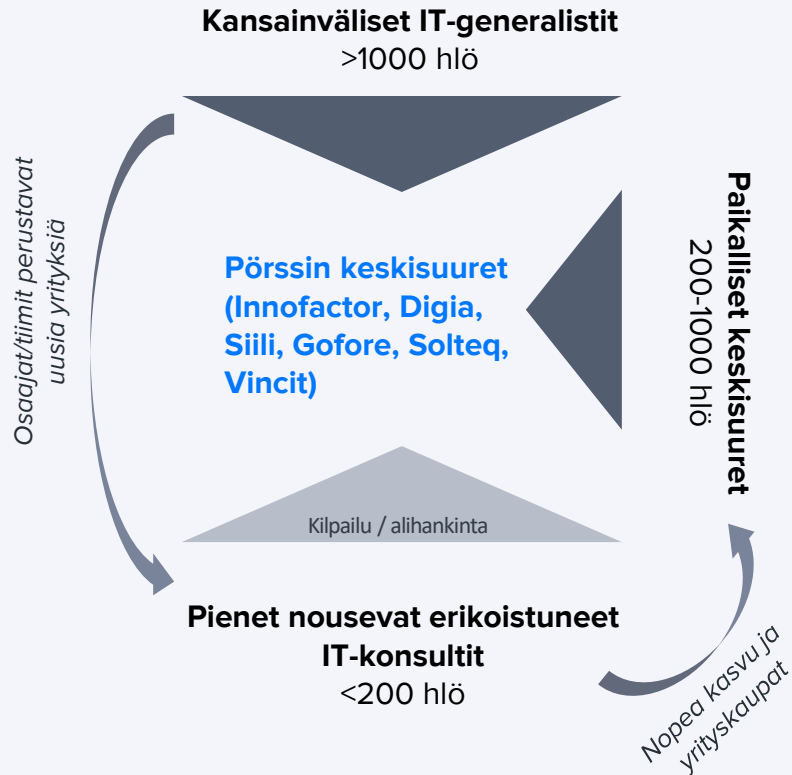 Kansainväliset IT-generalistit
>1000 hlö
Osaajat/tiimit perustavat
uusia yrityksiä
Pörssin keskisuuret
(Innofactor, Digia,
Siili, Gofore, Solteq,
Vincit)
Paikalliset keskisuuret
200-1000 hlö
Kilpailu / alihankinta
Pienet nousevat erikoistuneet
IT-konsultit
<200 hlö
Nopea kasvu ja
yrityskaupat